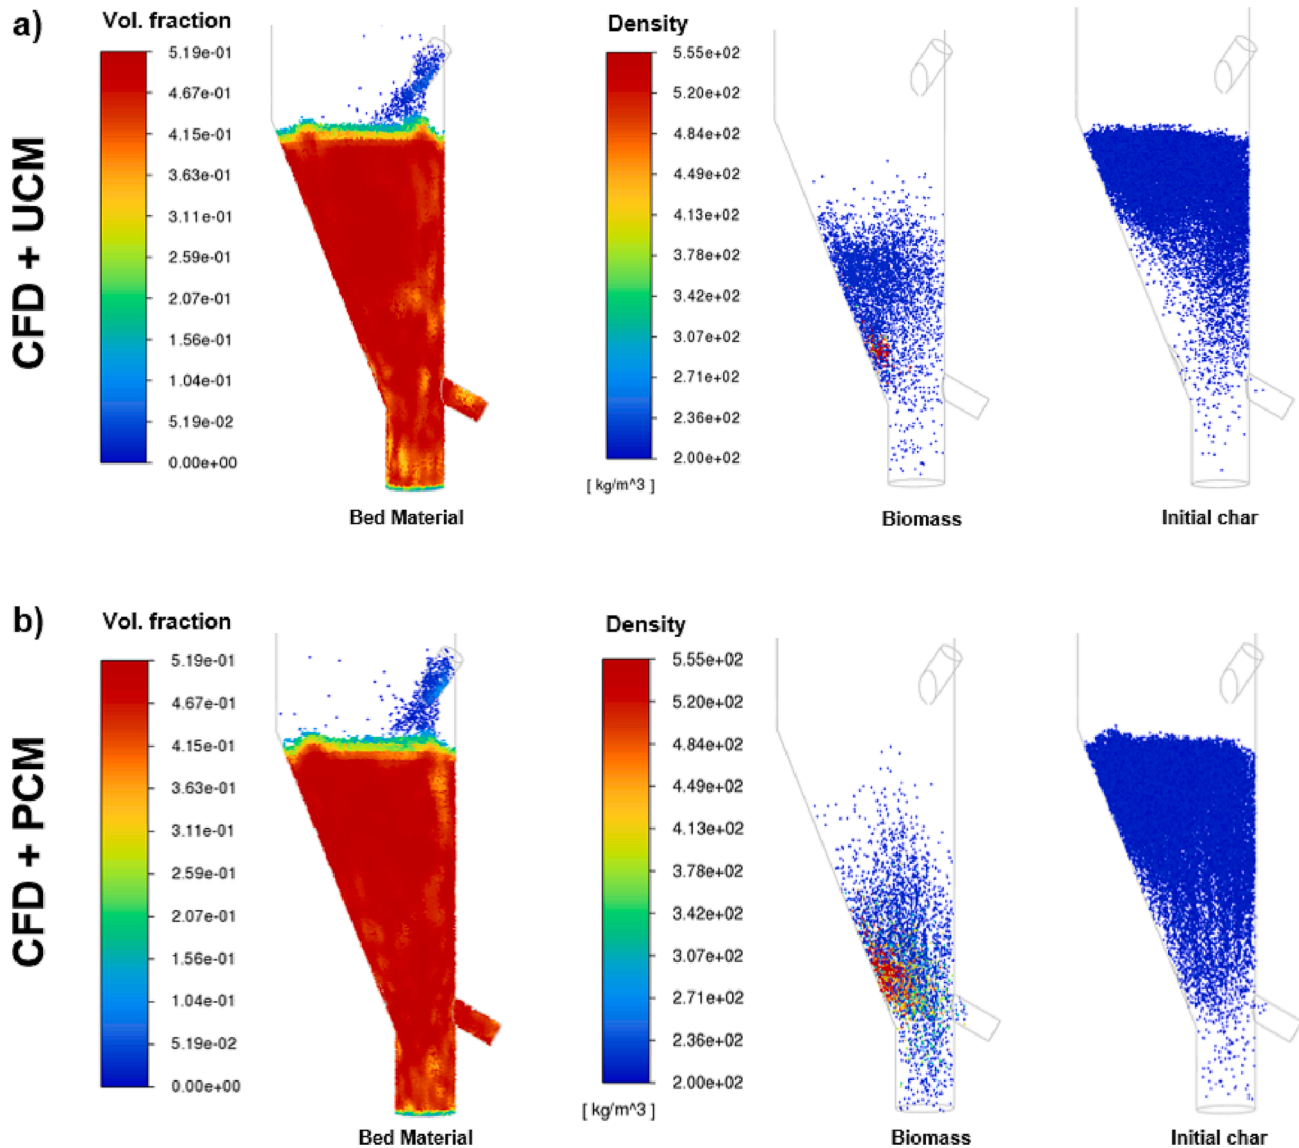 a)
CFD + UCM
Vol. fraction
5.19e-01
4.67e-01
4.15e-01
3.63e-01
3.11e-01
2.59e-01
2.07e-01
1.56e-01
1.04e-01
5.19e-02
0.00e+00
Bed Material
Density
5.55e+02
5.20e+02
4.84e+02
4.49e+02
4.13e+02
3.78e+02
3.42e+02
3.07e+02
2.71e+02
2.36e+02
2.00e+02
[ kg/m^3 ]
Biomass
Initial char
b)
CFD + PCM
Vol. fraction
5.19e-01
4.67e-01
4.15e-01
3.63e-01
3.11e-01
2.59e-01
2.07e-01
1.56e-01
1.04e-01
5.19e-02
0.00e+00
Bed Material
Density
5.55e+02
5.20e+02
4.84e+02
4.49e+02
4.13e+02
3.78e+02
3.42e+02
3.07e+02
2.71e+02
2.36e+02
2.00e+02
[ kg/m^3 ]
Biomass
Initial char